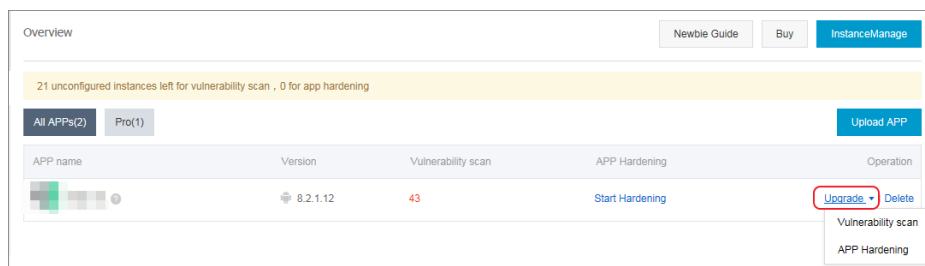 Overview
Newbie Guide
Buy
InstanceManage
21 unconfigured instances left for vulnerability scan , 0 for app hardening
All APPs(2)
Pro(1)
Upload APP
APP name
Version
Vulnerability scan
APP Hardening
Operation
8.2.1.12
43
Start Hardening
Upgrade
Delete
Vulnerability scan
APP Hardening